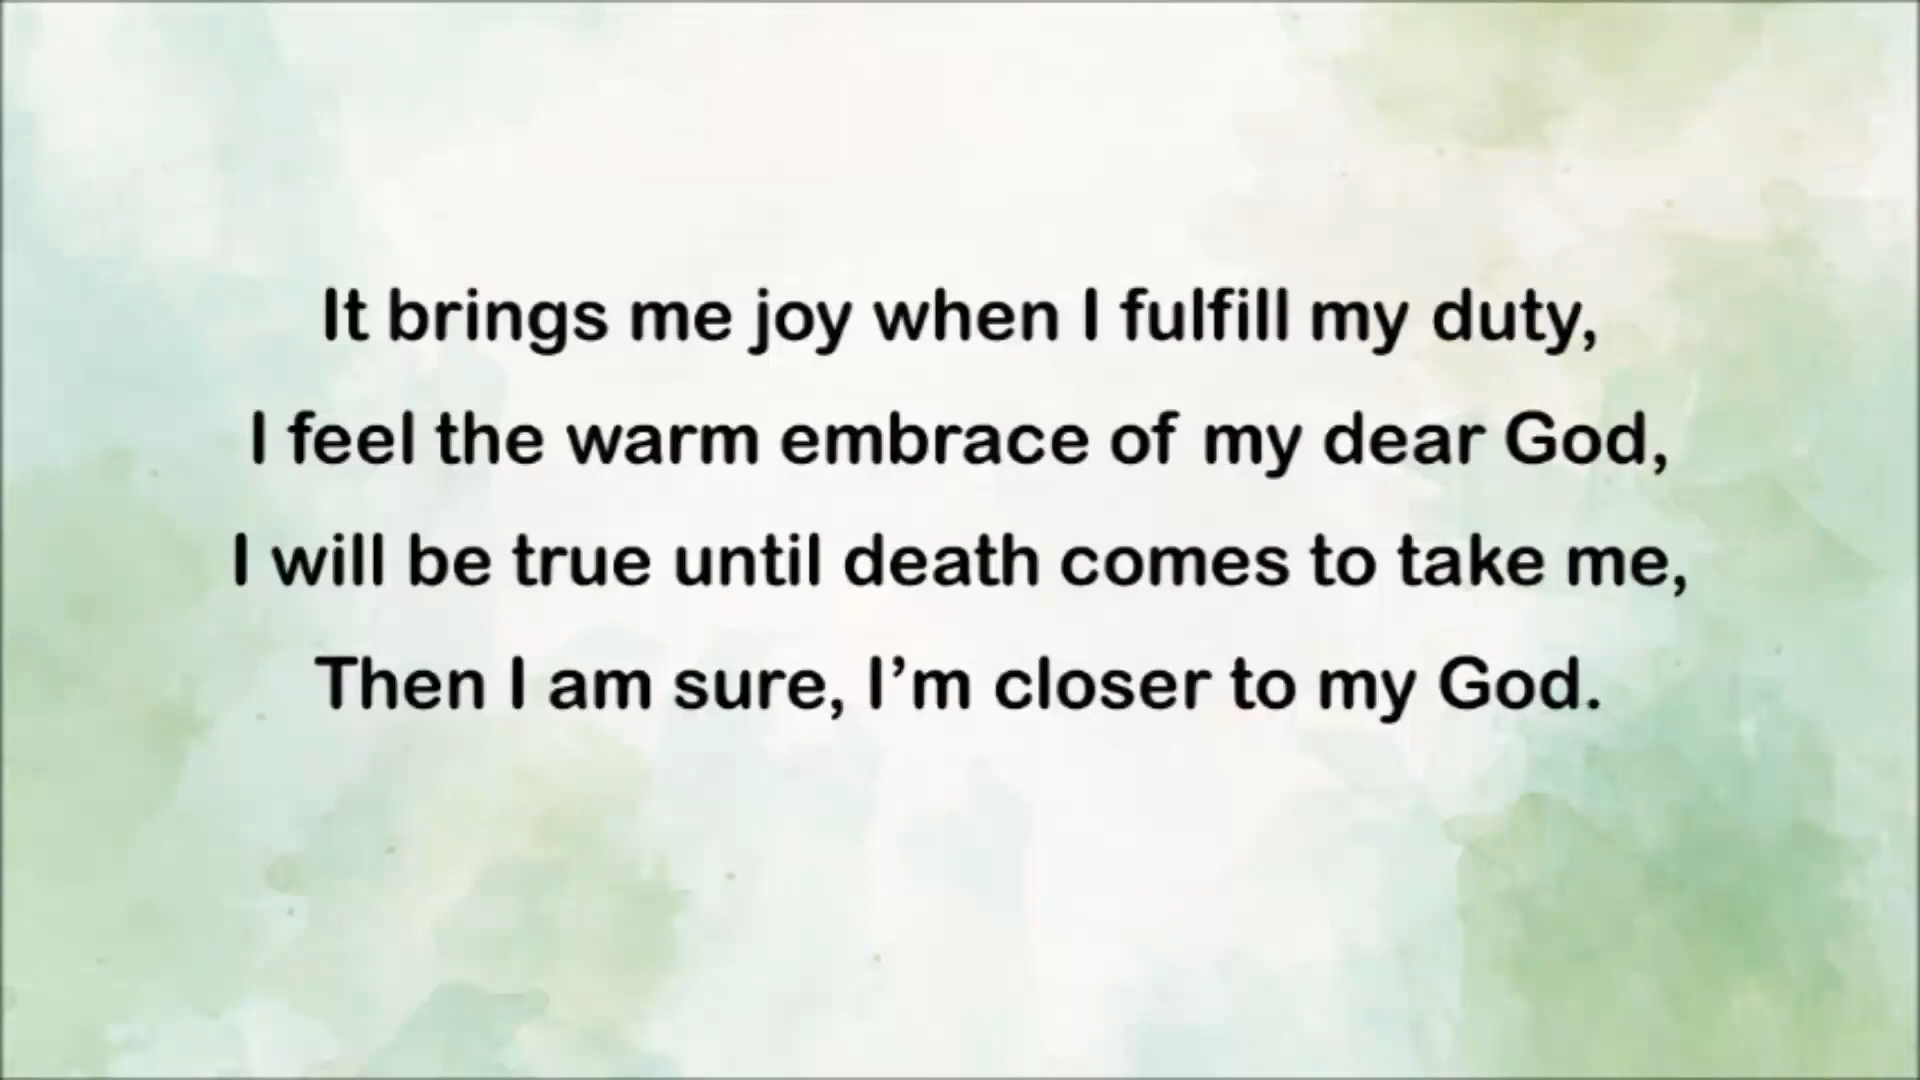 It brings me joy when I fulfill my duty,
I feel the warm embrace of my dear God,
I will be true until death comes to take me,
Then I am sure, I’m closer to my God.